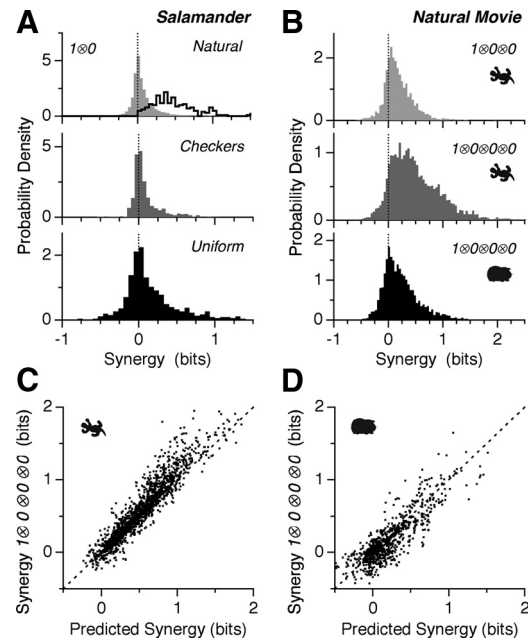 A
Salamander
1⊗0
Natural
5
0
Checkers
5
0
Probability Density
Uniform
2
1
0
-1
0
1
Synergy (bits)
B
Natural Movie
1⊗0⊗0
2
0
1⊗0⊗0⊗0
1
0
Probability Density
1⊗0⊗0⊗0
2
1
0
-1
0
1
2
Synergy (bits)
C
2
1
0
Synergy 1⊗0⊗0⊗0 (bits)
0
1
2
Predicted Synergy (bits)
D
2
1
0
Synergy 1⊗0⊗0⊗0 (bits)
0
1
2
Predicted Synergy (bits)